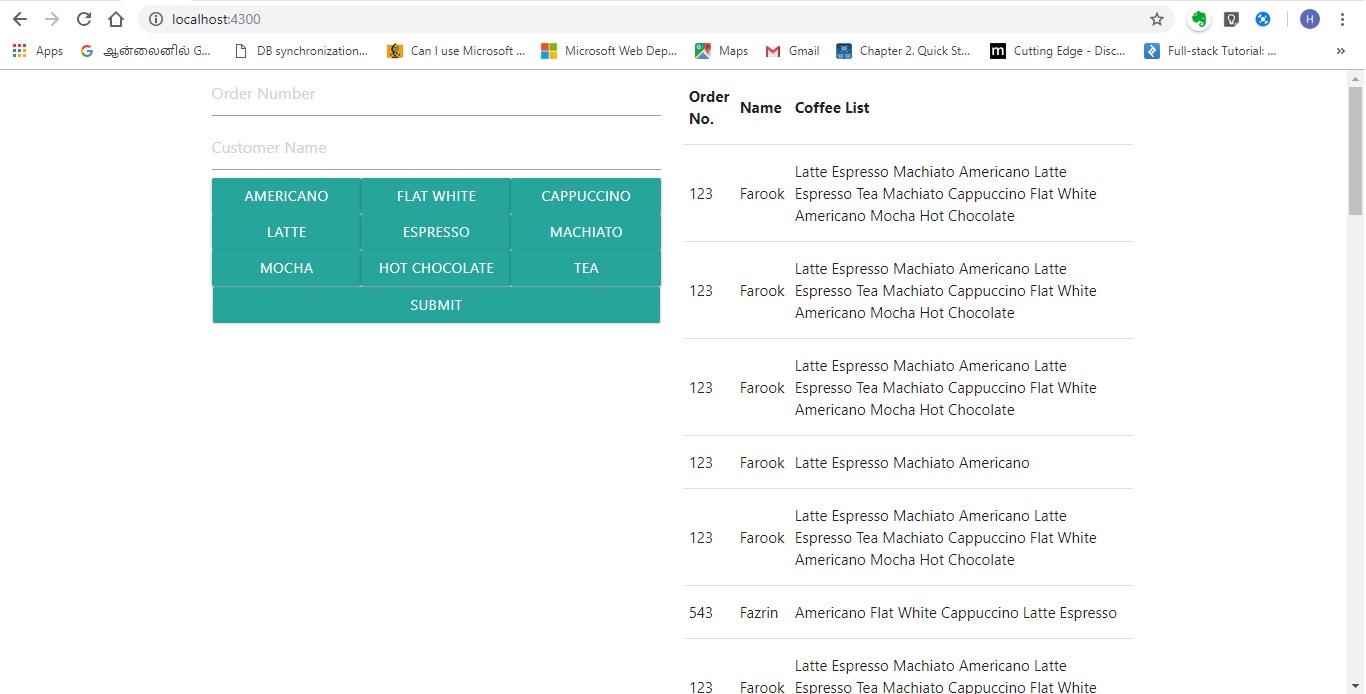 localhost:4300
H
Apps
ஆன்லைனில் G...
DB synchronization...
Can I use Microsoft ...
Microsoft Web Dep...
Maps
Gmail
Chapter 2. Quick St...
m
Cutting Edge - Disc...
Full-stack Tutorial: ...
»
Order Number
Customer Name
AMERICANO
FLAT WHITE
CAPPUCCINO
LATTE
ESPRESSO
MACHIATO
MOCHA
HOT CHOCOLATE
TEA
SUBMIT
Order
No.
Name
Coffee List
123
Farook
Latte Espresso Machiato Americano Latte
Espresso Tea Machiato Cappuccino Flat White
Americano Mocha Hot Chocolate
123
Farook
Latte Espresso Machiato Americano Latte
Espresso Tea Machiato Cappuccino Flat White
Americano Mocha Hot Chocolate
123
Farook
Latte Espresso Machiato Americano Latte
Espresso Tea Machiato Cappuccino Flat White
Americano Mocha Hot Chocolate
123
Farook
Latte Espresso Machiato Americano
123
Farook
Latte Espresso Machiato Americano Latte
Espresso Tea Machiato Cappuccino Flat White
Americano Mocha Hot Chocolate
543
Fazrin
Americano Flat White Cappuccino Latte Espresso
123
Farook
Latte Espresso Machiato Americano Latte
Espresso Tea Machiato Cappuccino Flat White